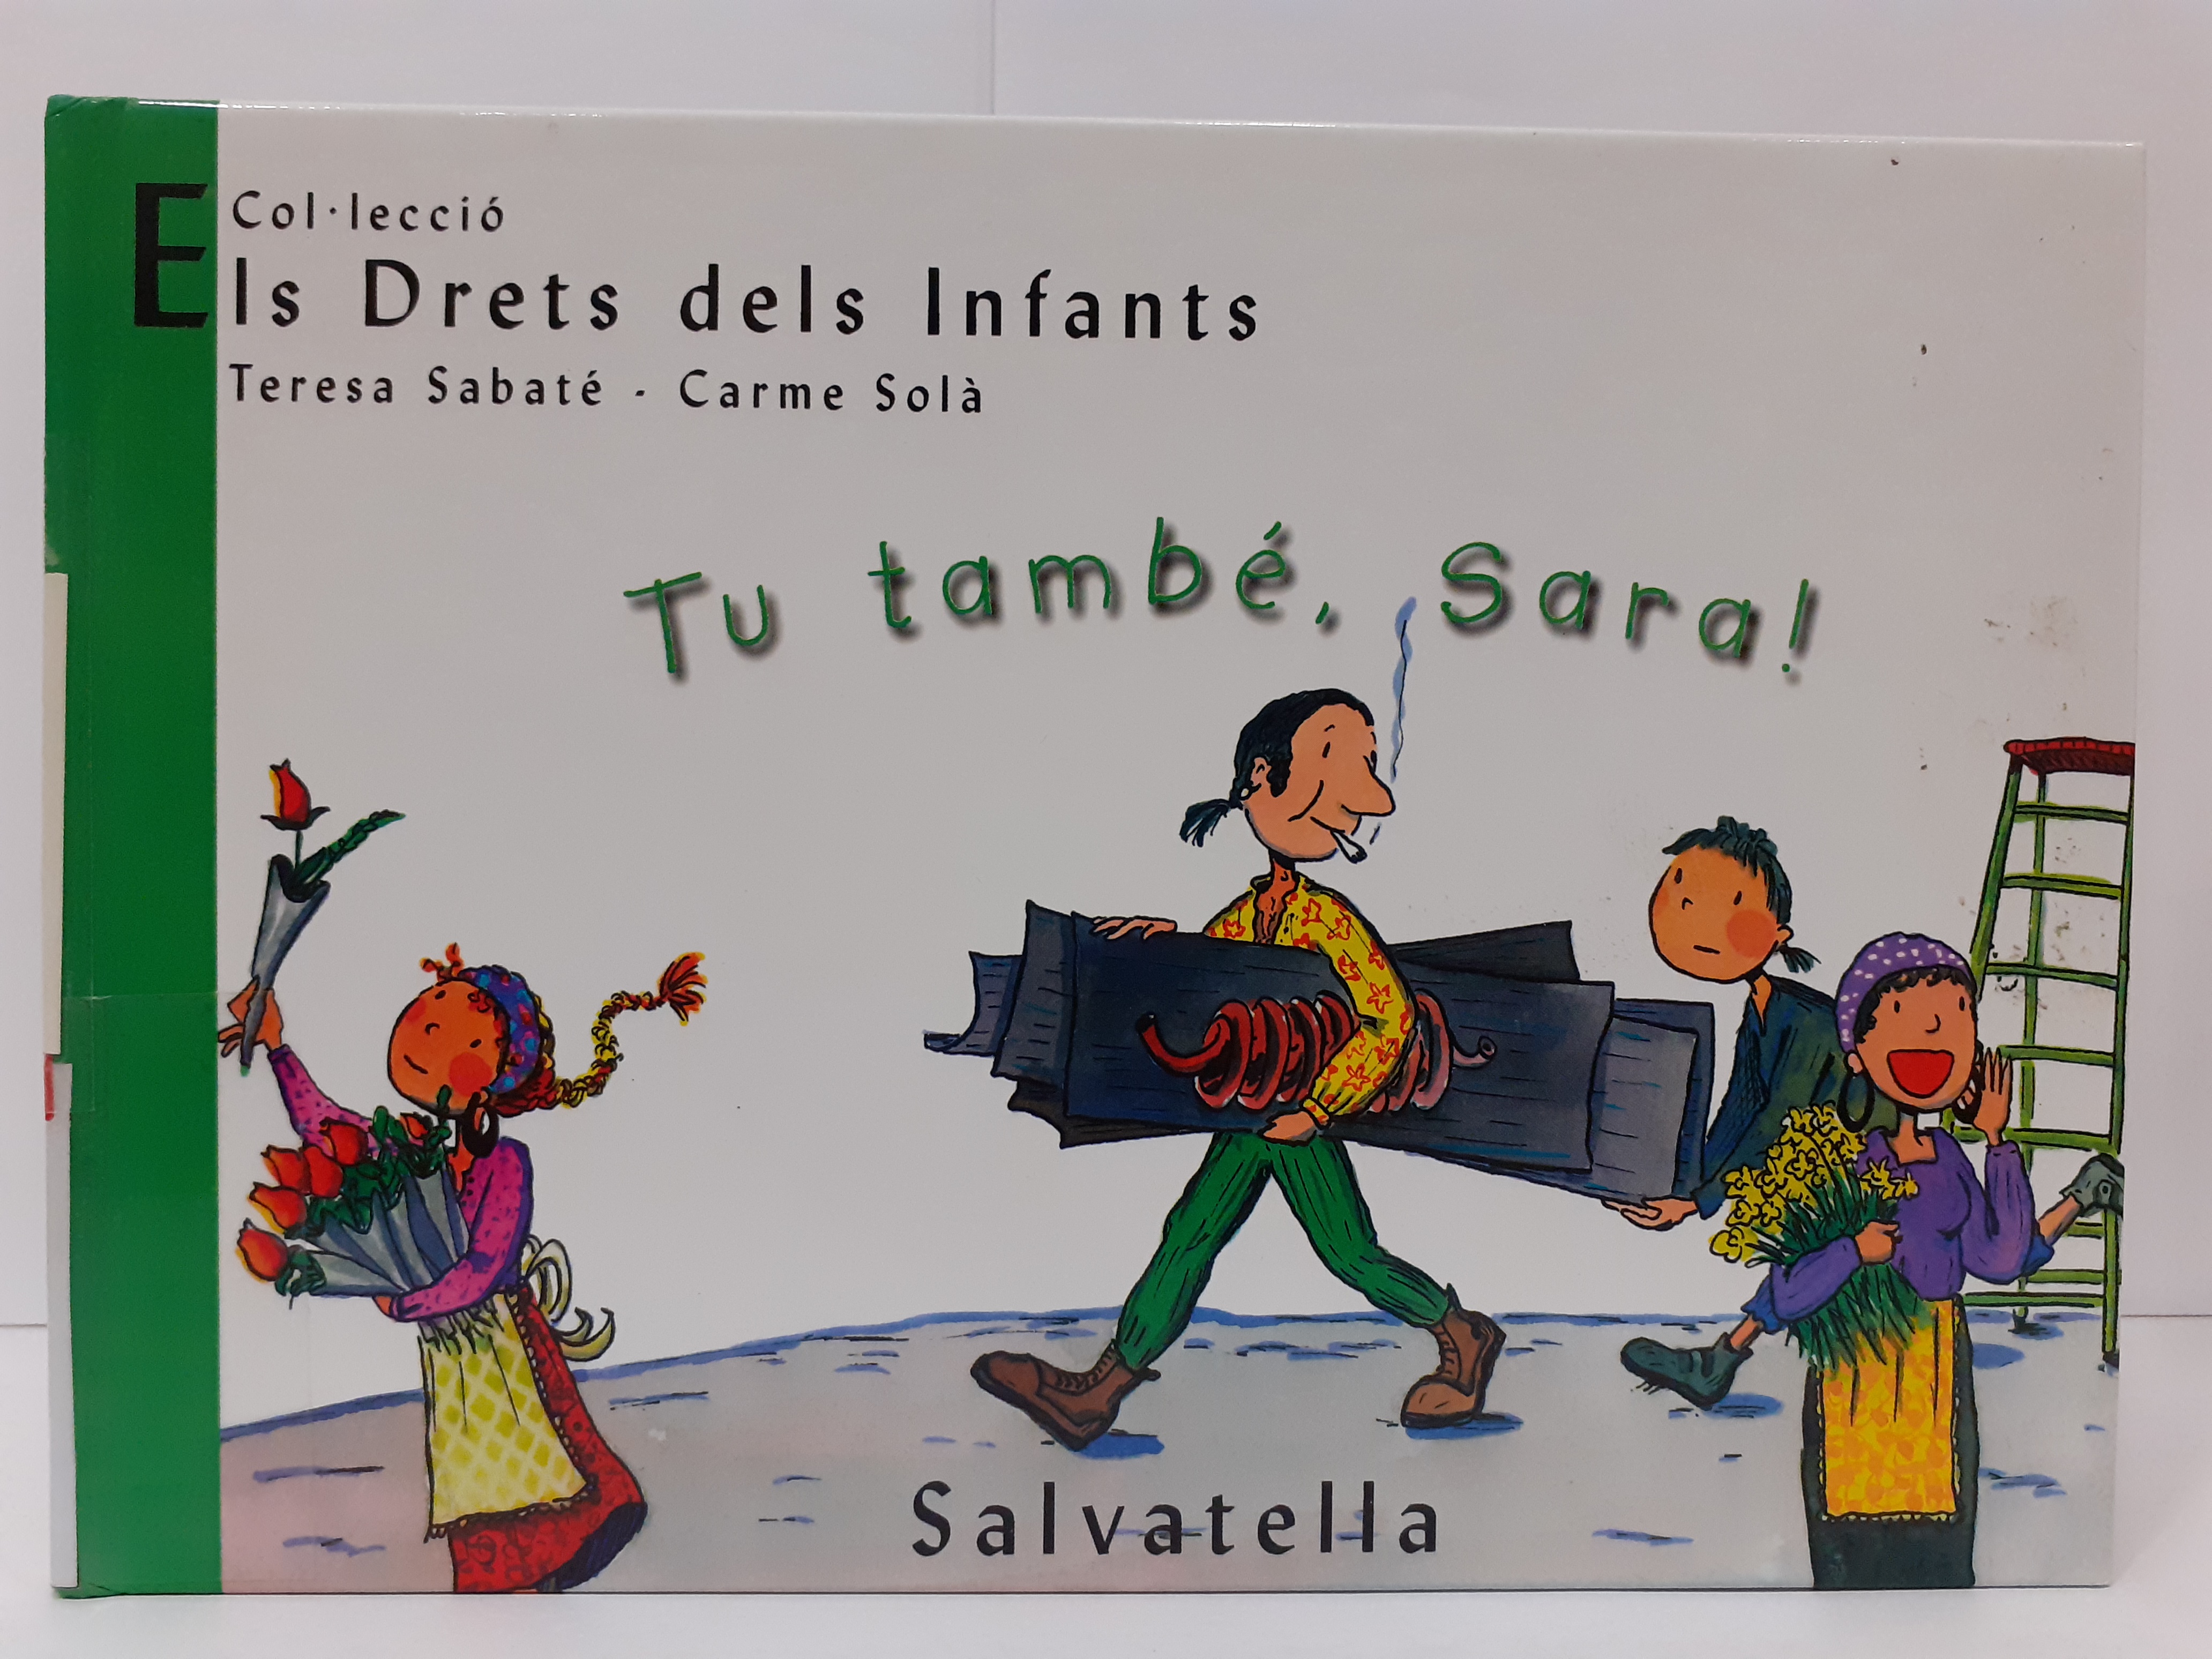 Col·lecció
Els Drets dels Infants
Teresa Sabaté - Carme Solà
Tu també, Sara!
Salvatella